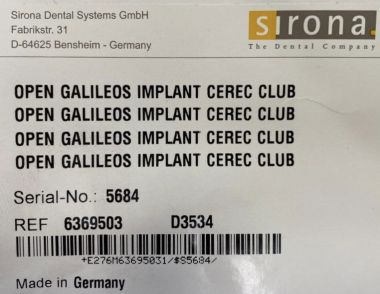 Sirona Dental Systems GmbH
Fabrikstr. 31
D-64625 Bensheim - Germany
sirona.
The Dental Company
OPEN GALILEOS IMPLANT CEREC CLUB
OPEN GALILEOS IMPLANT CEREC CLUB
OPEN GALILEOS IMPLANT CEREC CLUB
OPEN GALILEOS IMPLANT CEREC CLUB
Serial-No.: 5684
REF 6369503 D3534
+E276M63695031/$S5684/
Made in Germany